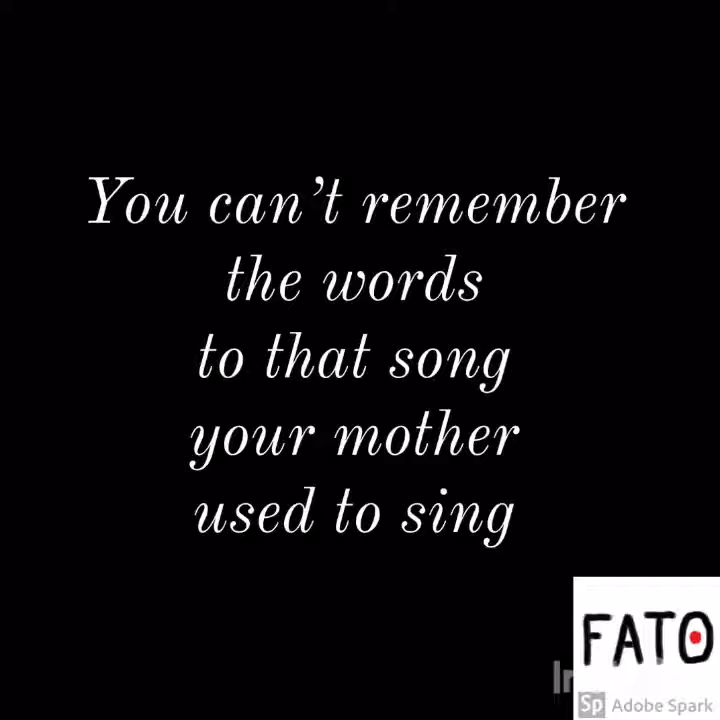 You can’t remember
the words
to that song
your mother
used to sing
FATO
Sp Adobe Spark